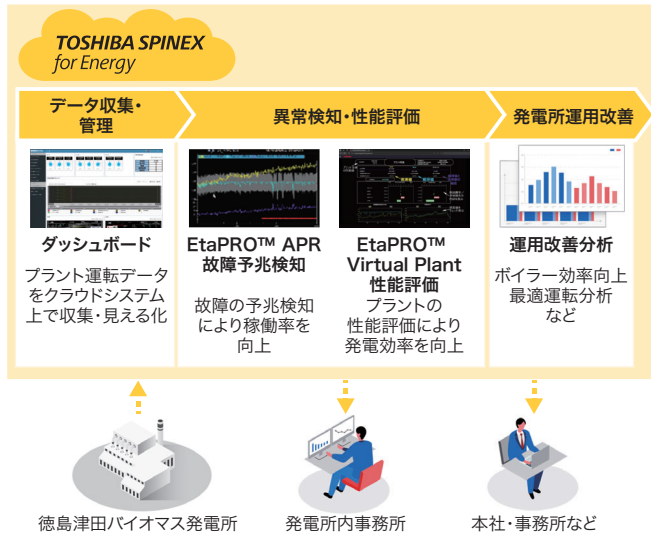 TOSHIBA SPINEX
for Energy
データ収集・
管理
異常検知・性能評価
発電所運用改善
ダッシュボード
プラント運転データ
をクラウドシステム
上で収集・見える化
EtaPRO™ APR
故障予兆検知
故障の予兆検知
により稼働率を
向上
EtaPRO™
Virtual Plant
性能評価
プラントの
性能評価により
発電効率を向上
運用改善分析
ボイラー効率向上
最適運転分析
など
徳島津田バイオマス発電所
発電所内事務所
本社・事務所など